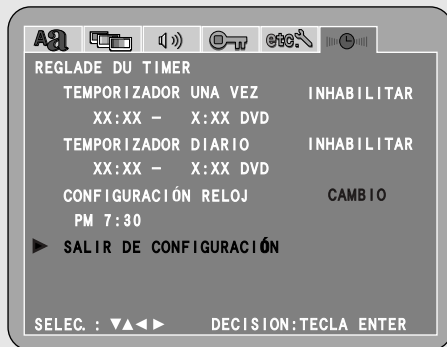 Aa etc.
REGLADE DU TIMER
TEMPORIZADOR UNA VEZ INHABILITAR
XX:XX – X:XX DVD
TEMPORIZADOR DIARIO INHABILITAR
XX:XX – X:XX DVD
CONFIGURACIÓN RELOJ CAMBIO
PM 7:30
▶ SALIR DE CONFIGURACIÓN
SELEC. : ▼▲◀ ▶ DECISION:TECLA ENTER